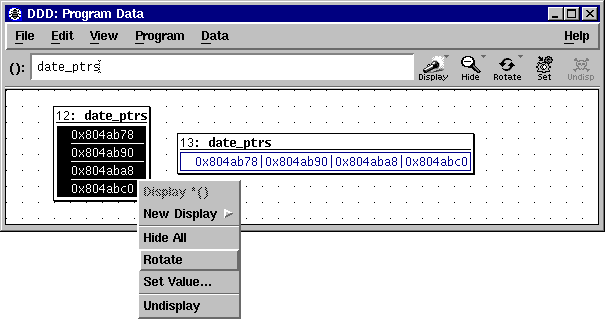 DDD: Program Data
File Edit View Program Data Help
(): date_ptrs
Display Hide Rotate Set Undisp
12: date_ptrs
0x804ab78
0x804ab90
0x804aba8
0x804abc0
13: date_ptrs
0x804ab78|0x804ab90|0x804aba8|0x804abc0
Display *()
New Display
Hide All
Rotate
Set Value...
Undisplay